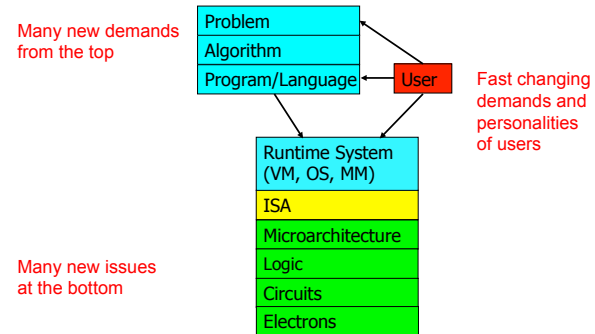 Many new demands
from the top
Problem
Algorithm
Program/Language
User
Fast changing
demands and
personalities
of users
Runtime System
(VM, OS, MM)
ISA
Microarchitecture
Many new issues
at the bottom
Logic
Circuits
Electrons